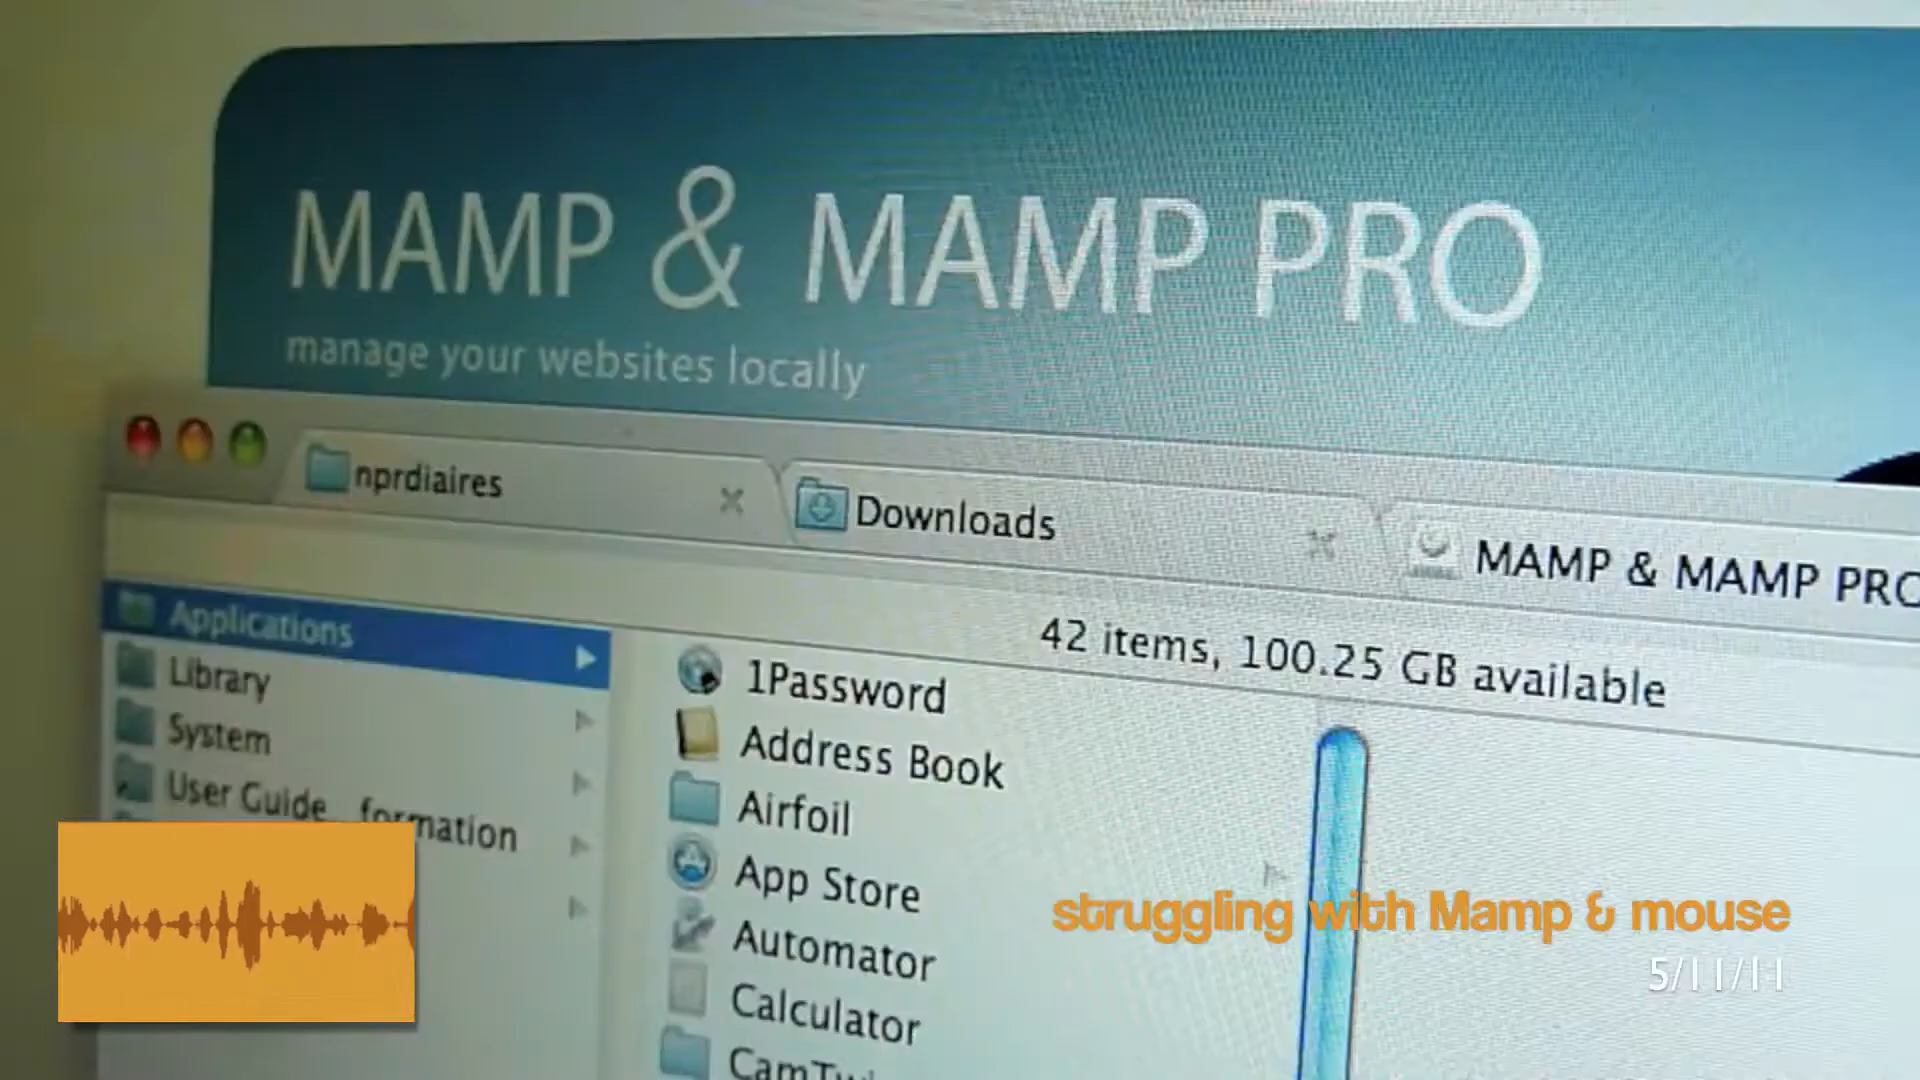 MAMP & MAMP PRO
manage your websites locally
nprdiaires
Downloads
MAMP & MAMP PRO
42 items, 100.25 GB available
Applications
Library
System
User Guide...formation
1Password
Address Book
Airfoil
App Store
Automator
Calculator
struggling with Mamp & mouse
5/11/11